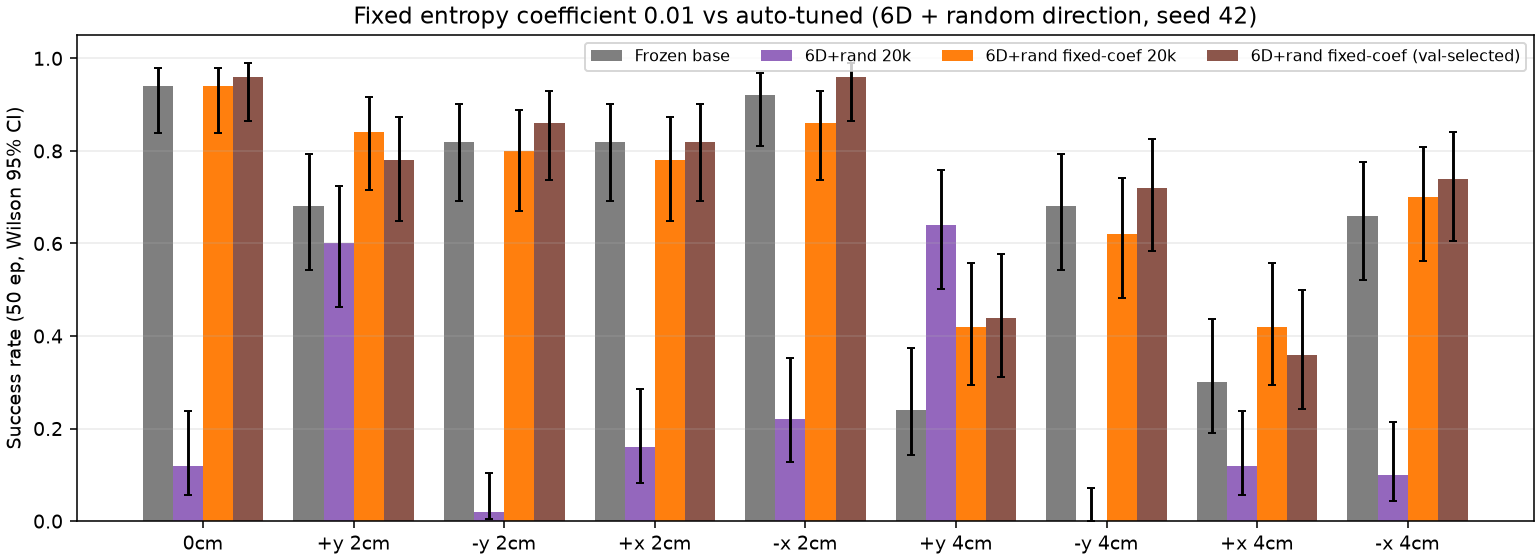 Fixed entropy coefficient 0.01 vs auto-tuned (6D + random direction, seed 42)
Frozen base
6D+rand 20k
6D+rand fixed-coef 20k
6D+rand fixed-coef (val-selected)
Success rate (50 ep, Wilson 95% CI)
1.0
0.8
0.6
0.4
0.2
0.0
0cm
+y 2cm
-y 2cm
+x 2cm
-x 2cm
+y 4cm
-y 4cm
+x 4cm
-x 4cm